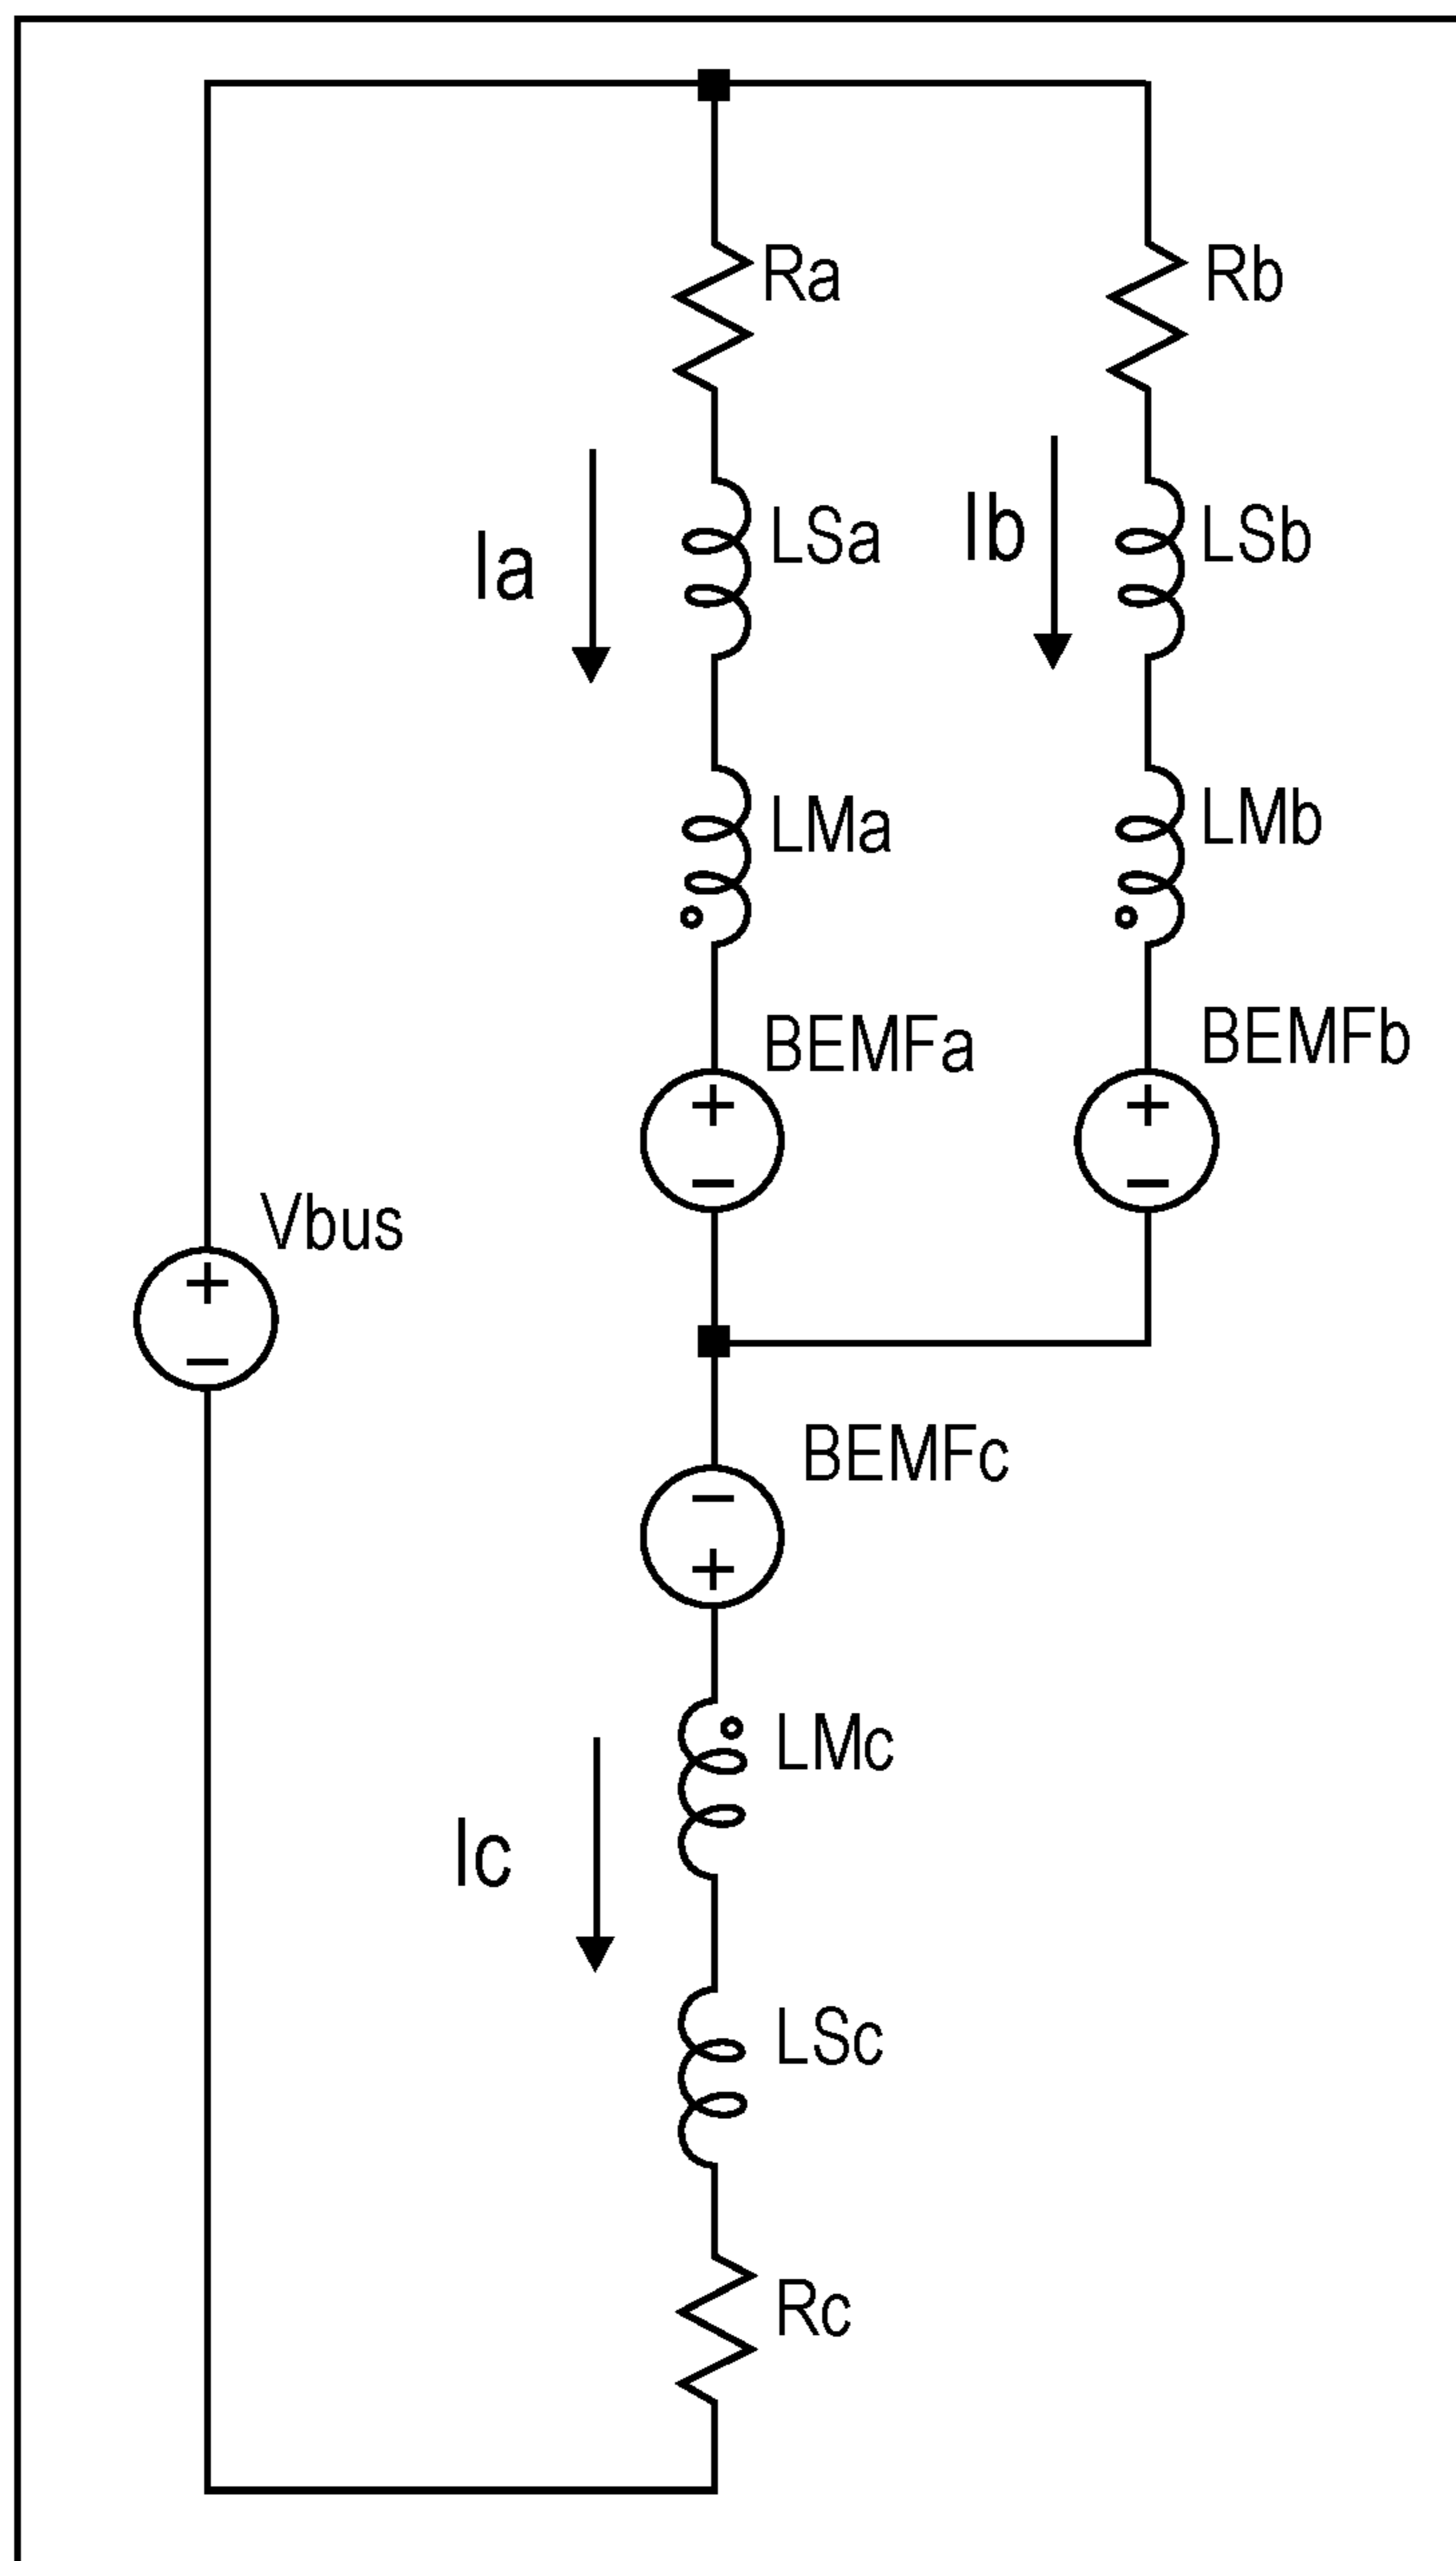 Ra
Rb
Ia
LSa
Ib
LSb
LMa
LMb
BEMFa
BEMFb
+
−
+
−
Vbus
+
−
BEMFc
−
+
LMc
Ic
LSc
Rc